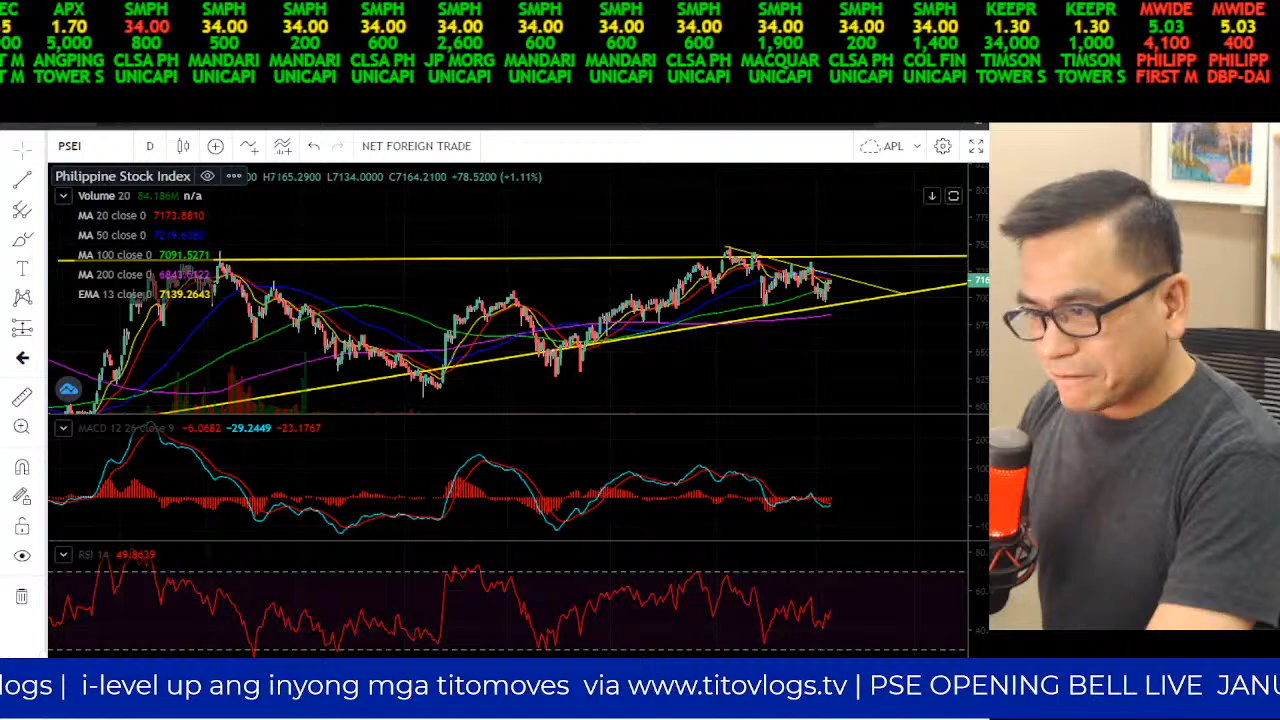 EC APX SMPH SMPH SMPH SMPH SMPH SMPH SMPH SMPH SMPH SMPH SMPH KEEPR KEEPR MWIDE MWIDE
5 1.70 34.00 34.00 34.00 34.00 34.00 34.00 34.00 34.00 34.00 34.00 34.00 1.30 1.30 5.03 5.03
00 5,000 800 500 200 600 2,600 600 600 600 1,900 200 1,400 34,000 1,000 4,100 400
T M ANGPING CLSA PH MANDARI MANDARI CLSA PH JP MORG MANDARI MANDARI CLSA PH MACQUAR CLSA PH COL FIN TIMSON TIMSON PHILIPP PHILIPP
T M TOWER S UNICAPI UNICAPI UNICAPI UNICAPI UNICAPI UNICAPI UNICAPI UNICAPI UNICAPI UNICAPI UNICAPI TOWER S TOWER S FIRST M DBP-DAI
PSEI D NET FOREIGN TRADE APL
Philippine Stock Index 00 H7165.2900 L7134.0000 C7164.2100 +78.5200 (+1.11%)
Volume 20 84.186M n/a
MA 20 close 0 7173.8810
MA 50 close 0
MA 100 close 0 7091.5271
MA 200 close 0
EMA 13 close 0 7139.2643
716
MACD 12 26 close 9 -6.0682 -29.2449 -23.1767
RSI 14 49.8639
logs | i-level up ang inyong mga titomoves via www.titovlogs.tv | PSE OPENING BELL LIVE JANU